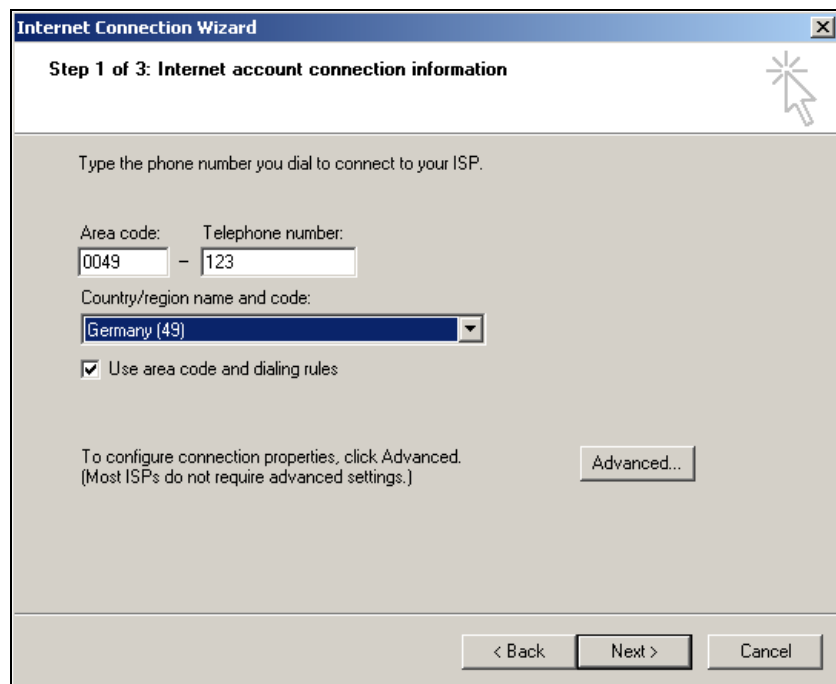 Internet Connection Wizard
Step 1 of 3: Internet account connection information
Type the phone number you dial to connect to your ISP.
Area code: Telephone number:
0049 – 123
Country/region name and code:
Germany (49)
Use area code and dialing rules
To configure connection properties, click Advanced.
(Most ISPs do not require advanced settings.)
Advanced...
< Back Next > Cancel